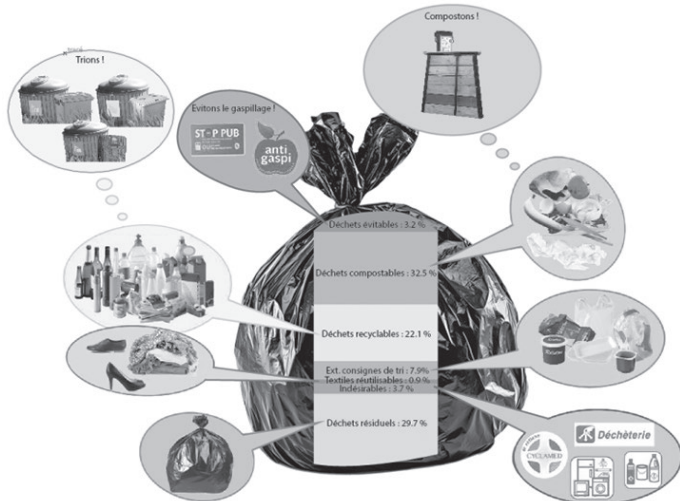 Compostons !
Trions !
Evitons le gaspillage !
ST P PUB
anti
gaspi
Déchets évitables : 3.2 %
Déchets compostables : 32.5 %
Déchets recyclables : 22.1 %
Ext. consignes de tri : 7.9%
Textiles réutilisables : 0.9 %
Indésirables : 3.7 %
Déchets résiduels : 29.7 %
CYCLAMED
Déchèterie